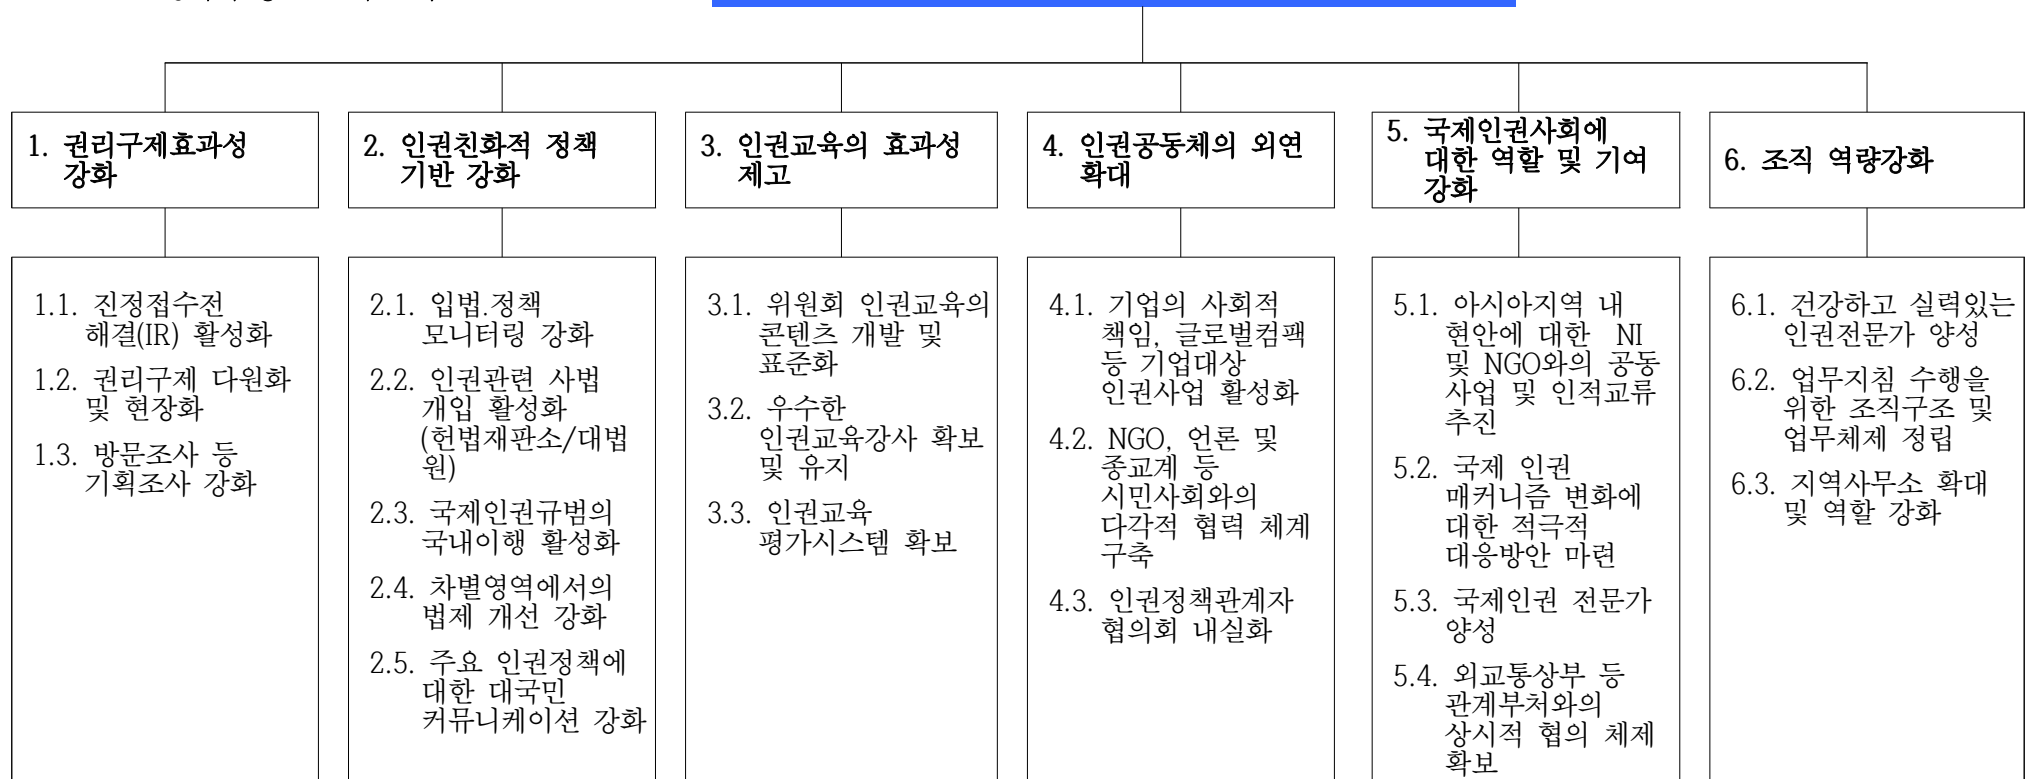 1. 권리구제효과성
강화
2. 인권친화적 정책
기반 강화
3. 인권교육의 효과성
제고
4. 인권공동체의 외연
확대
5. 국제인권사회에
대한 역할 및 기여
강화
6. 조직 역량강화
1.1. 진정접수전
해결(IR) 활성화
1.2. 권리구제 다원화
및 현장화
1.3. 방문조사 등
기획조사 강화
2.1. 입법.정책
모니터링 강화
2.2. 인권관련 사법
개입 활성화
(헌법재판소/대법
원)
2.3. 국제인권규범의
국내이행 활성화
2.4. 차별영역에서의
법제 개선 강화
2.5. 주요 인권정책에
대한 대국민
커뮤니케이션 강화
3.1. 위원회 인권교육의
콘텐츠 개발 및
표준화
3.2. 우수한
인권교육강사 확보
및 유지
3.3. 인권교육
평가시스템 확보
4.1. 기업의 사회적
책임, 글로벌컴팩
등 기업대상
인권사업 활성화
4.2. NGO, 언론 및
종교계 등
시민사회와의
다각적 협력 체계
구축
4.3. 인권정책관계자
협의회 내실화
5.1. 아시아지역 내
현안에 대한 NI
및 NGO와의 공동
사업 및 인적교류
추진
5.2. 국제 인권
매커니즘 변화에
대한 적극적
대응방안 마련
5.3. 국제인권 전문가
양성
5.4. 외교통상부 등
관계부처와의
상시적 협의 체제
확보
6.1. 건강하고 실력있는
인권전문가 양성
6.2. 업무지침 수행을
위한 조직구조 및
업무체제 정립
6.3. 지역사무소 확대
및 역할 강화